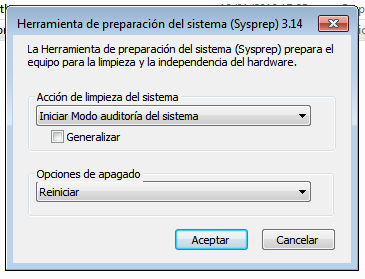 Herramienta de preparación del sistema (Sysprep) 3.14
La Herramienta de preparación del sistema (Sysprep) prepara el
equipo para la limpieza y la independencia del hardware.
Acción de limpieza del sistema
Iniciar Modo auditoría del sistema
Generalizar
Opciones de apagado
Reiniciar
Aceptar
Cancelar